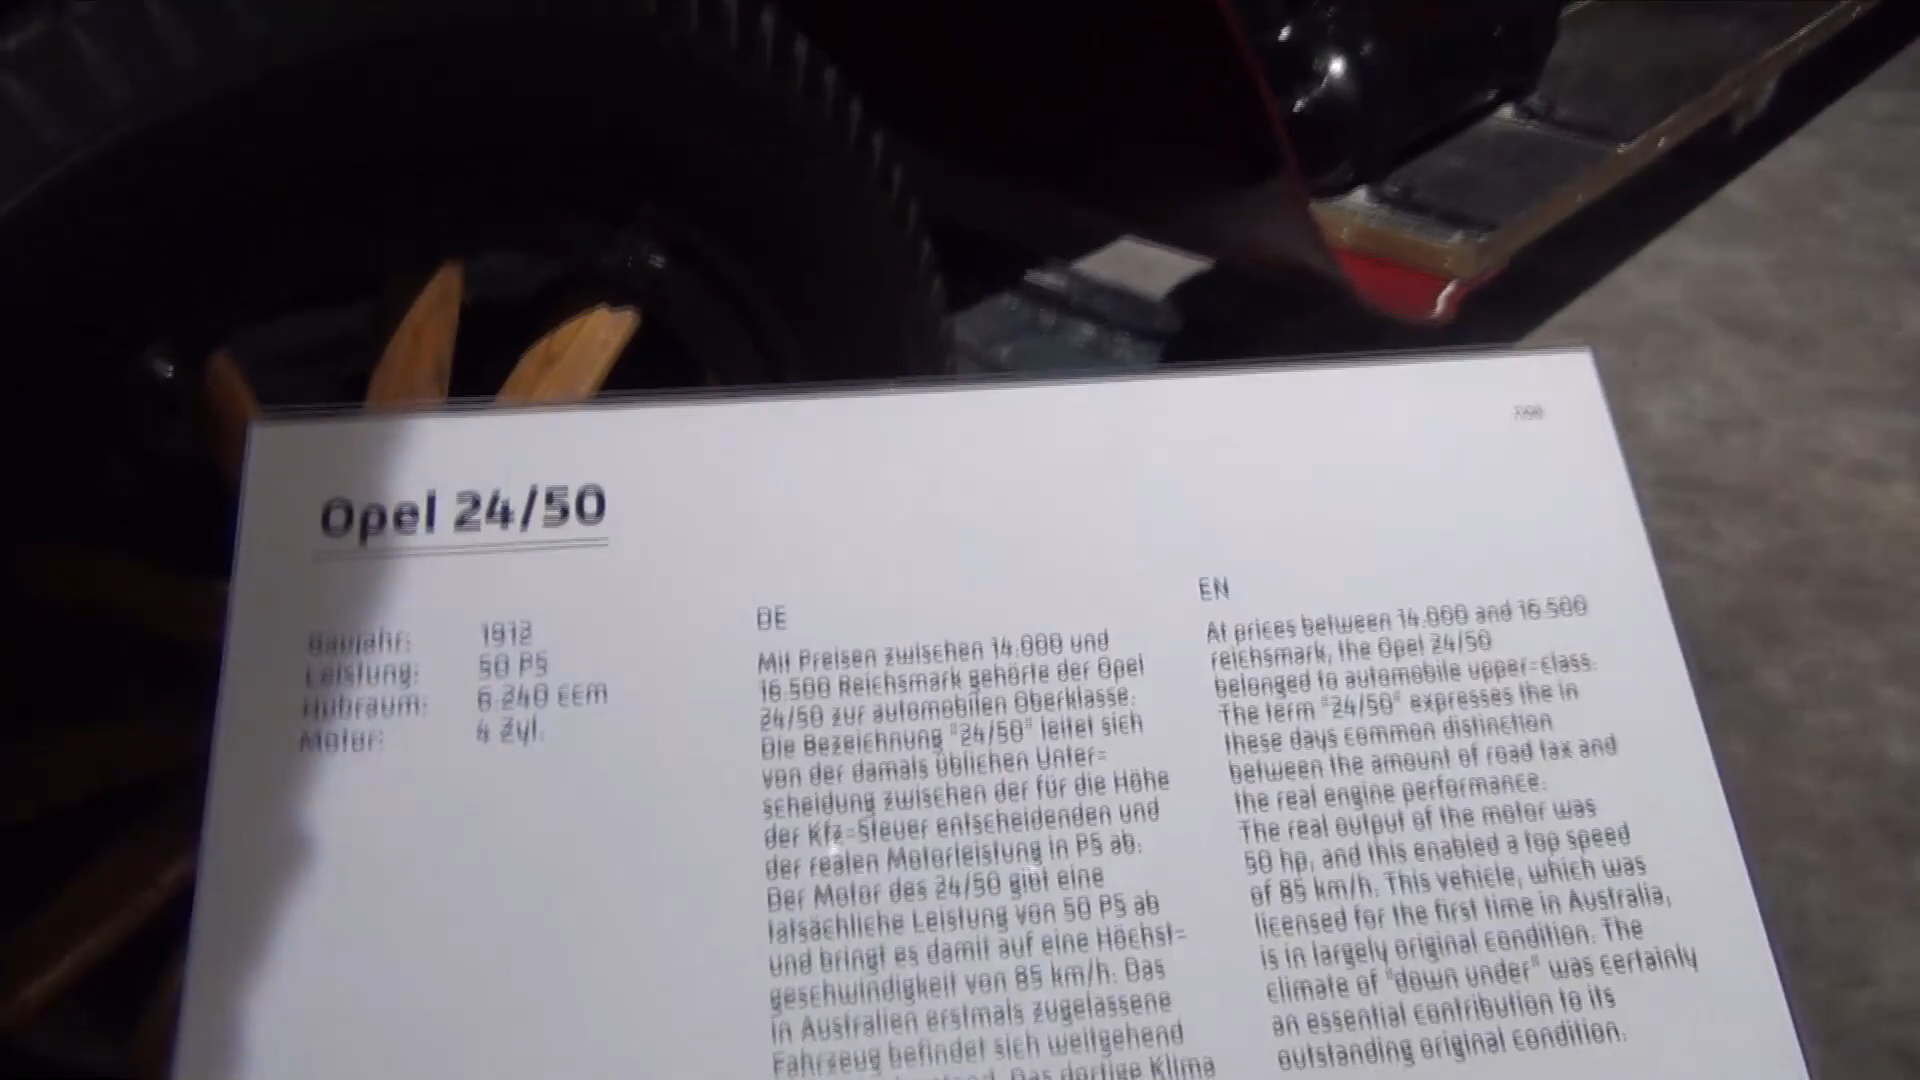 Opel 24/50
Baujahr: 1912
Leistung: 50 PS
Hubraum: 6.240 ccm
Motor: 4 Zyl.
DE
Mit Preisen zwischen 14.000 und
16.500 Reichsmark gehörte der Opel
24/50 zur automobilen Oberklasse.
Die Bezeichnung "24/50" leitet sich
von der damals üblichen Unter-
scheidung zwischen der für die Höhe
der Kfz-Steuer entscheidenden und
der realen Motorleistung in PS ab.
Der Motor des 24/50 gibt eine
tatsächliche Leistung von 50 PS ab
und bringt es damit auf eine Höchst-
geschwindigkeit von 85 km/h. Das
in Australien erstmals zugelassene
Fahrzeug befindet sich weitgehend
Das dortige Klima
EN
At prices between 14.000 and 16.500
reichsmark, the Opel 24/50
belonged to automobile upper-class.
The term "24/50" expresses the in
these days common distinction
between the amount of road tax and
the real engine performance.
The real output of the motor was
50 hp, and this enabled a top speed
of 85 km/h. This vehicle, which was
licensed for the first time in Australia,
is in largely original condition. The
climate of "down under" was certainly
an essential contribution to its
outstanding original condition.